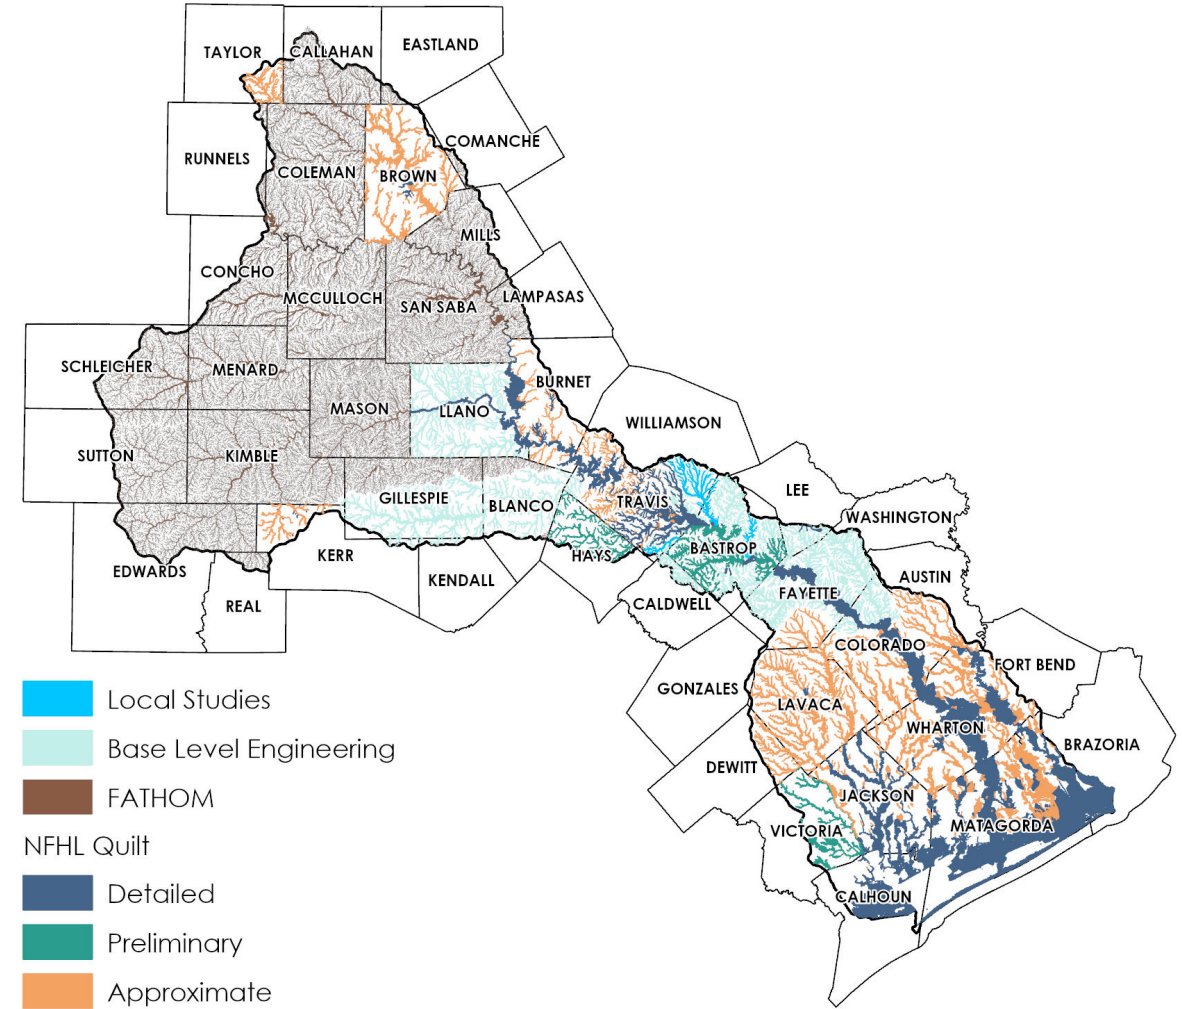 TAYLOR
CALLAHAN
EASTLAND
RUNNELS
COLEMAN
BROWN
COMANCHE
MILLS
CONCHO
MCCULLOCH
SAN SABA
LAMPASAS
SCHLEICHER
MENARD
BURNET
MASON
LLANO
WILLIAMSON
SUTTON
KIMBLE
GILLESPIE
BLANCO
TRAVIS
LEE
WASHINGTON
EDWARDS
KERR
HAYS
BASTROP
REAL
KENDALL
CALDWELL
FAYETTE
AUSTIN
COLORADO
FORT BEND
GONZALES
LAVACA
WHARTON
BRAZORIA
DEWITT
JACKSON
VICTORIA
MATAGORDA
CALHOUN
Local Studies
Base Level Engineering
FATHOM
NFHL Quilt
Detailed
Preliminary
Approximate